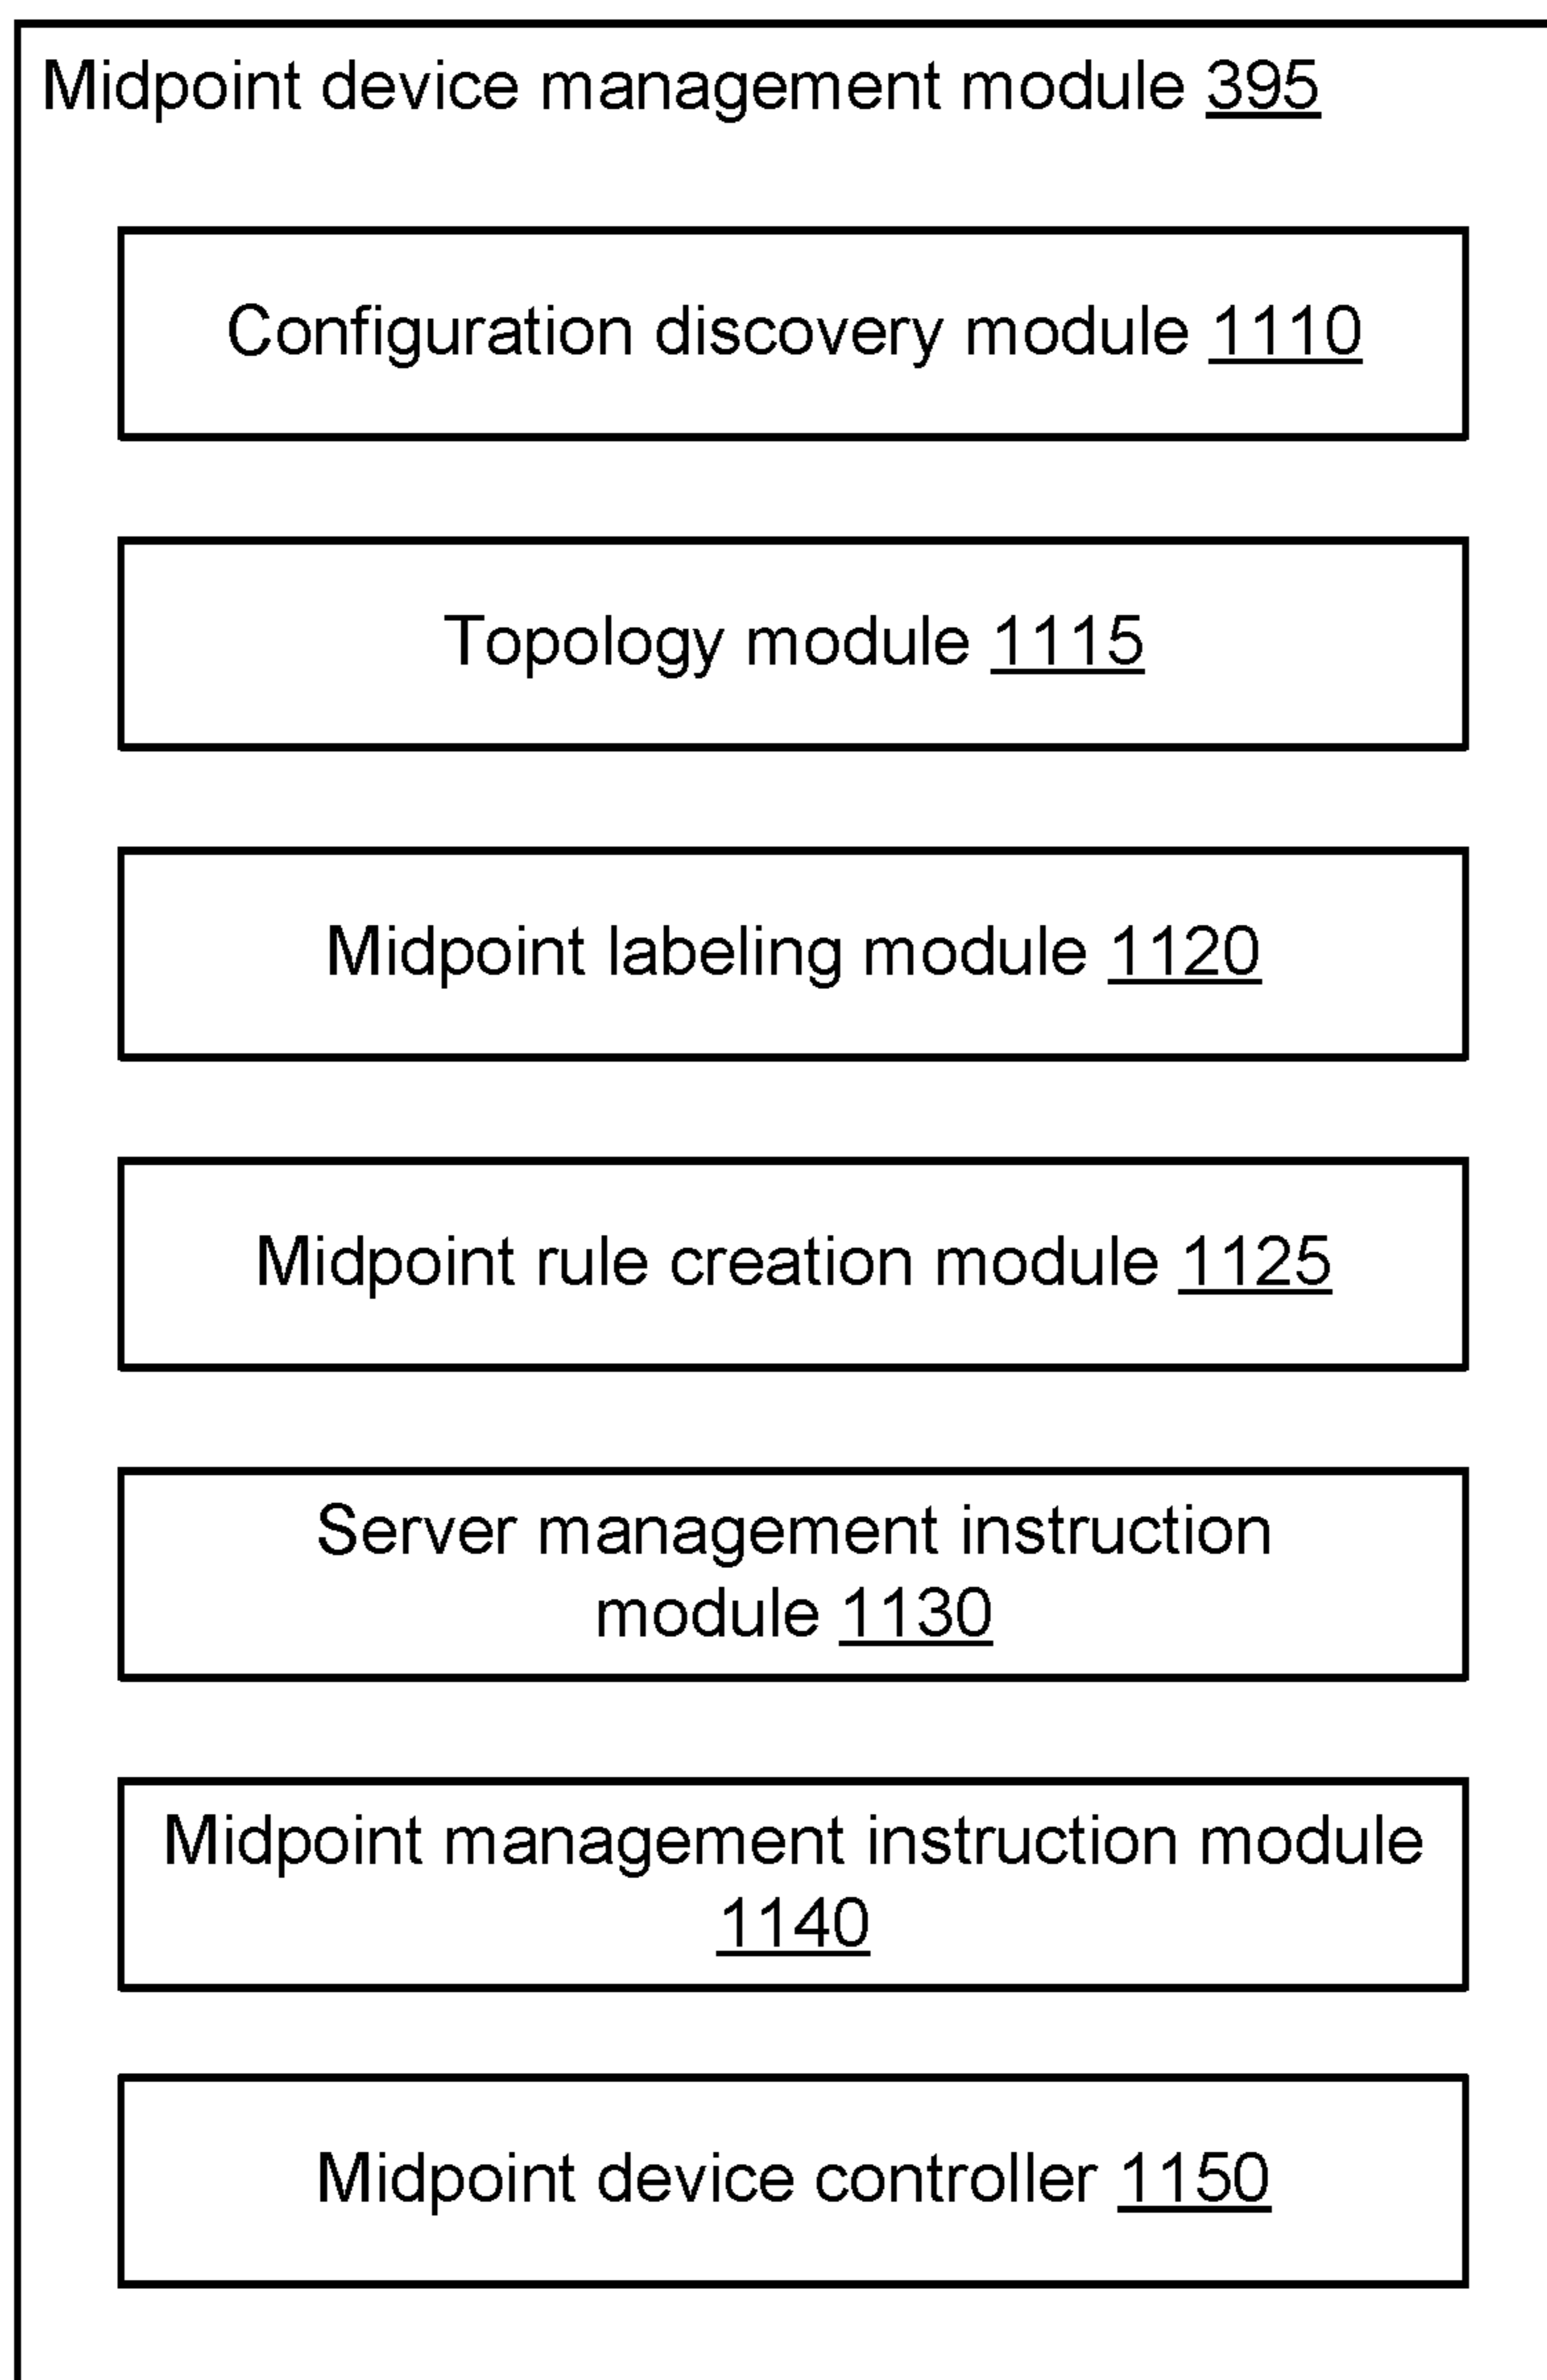 Midpoint device management module 395
Configuration discovery module 1110
Topology module 1115
Midpoint labeling module 1120
Midpoint rule creation module 1125
Server management instruction
module 1130
Midpoint management instruction module
1140
Midpoint device controller 1150